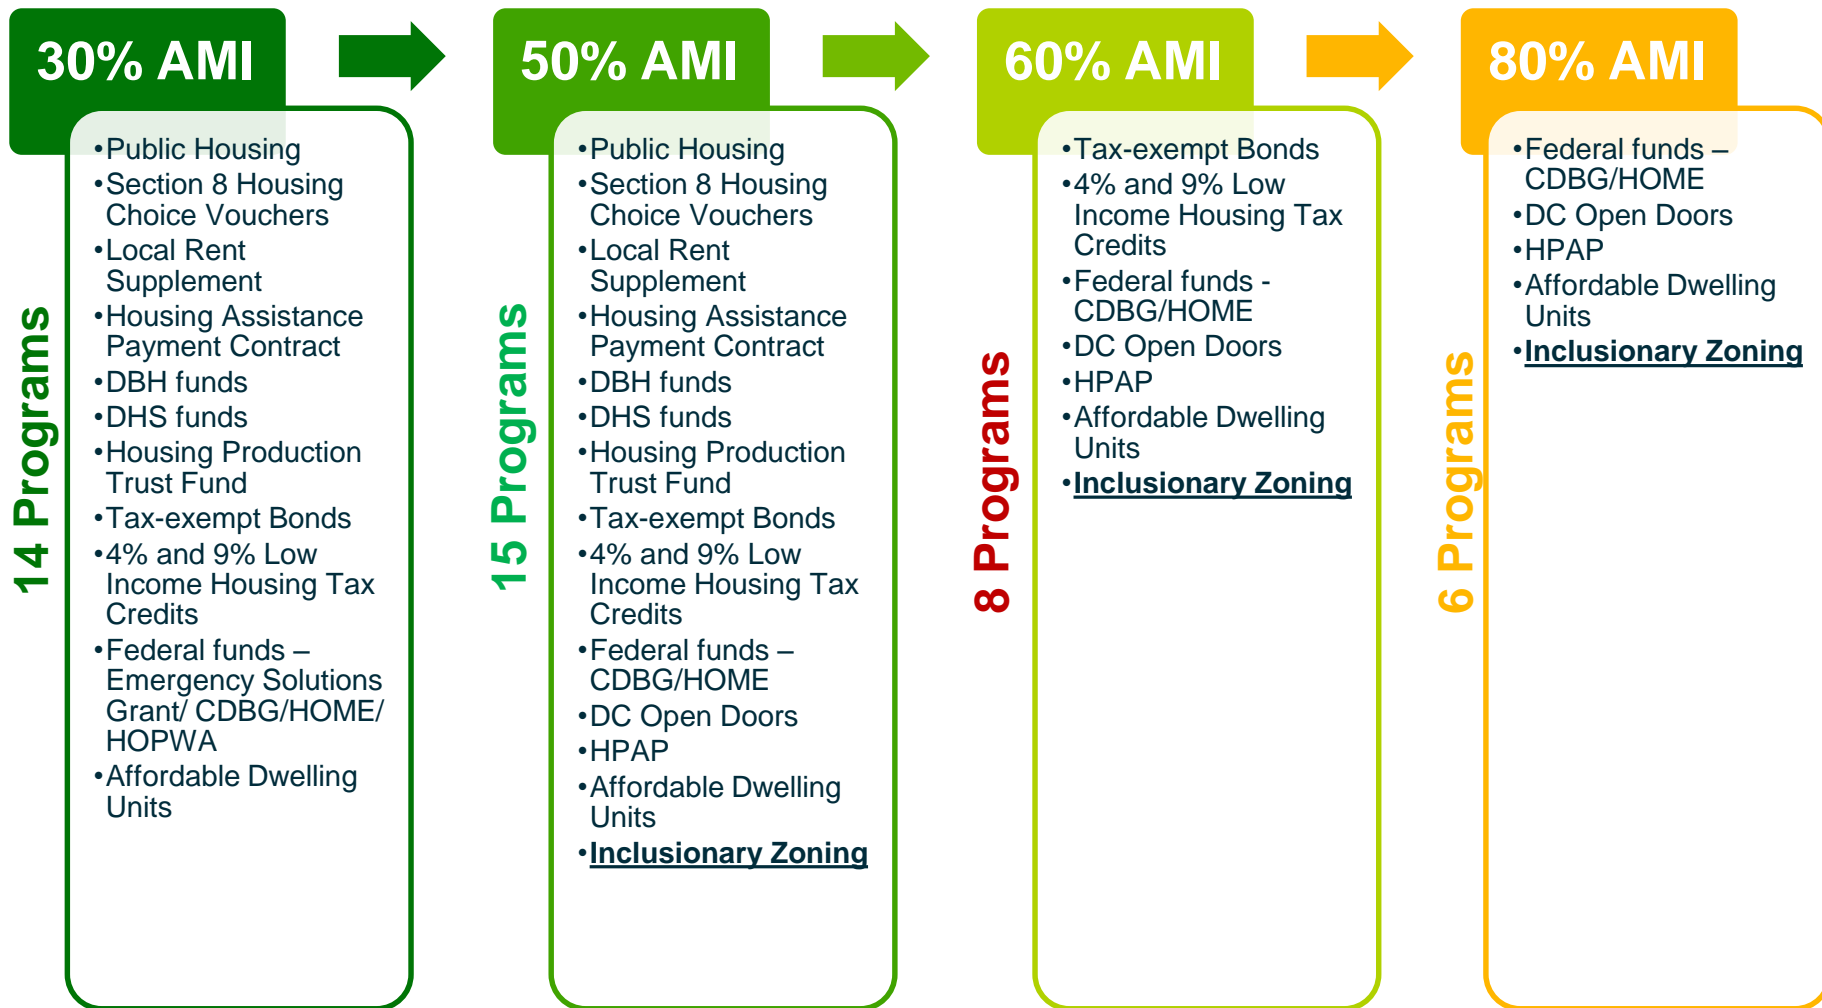 30% AMI
14 Programs
•Public Housing
•Section 8 Housing
Choice Vouchers
•Local Rent
Supplement
•Housing Assistance
Payment Contract
•DBH funds
•DHS funds
•Housing Production
Trust Fund
•Tax-exempt Bonds
•4% and 9% Low
Income Housing Tax
Credits
•Federal funds –
Emergency Solutions
Grant/ CDBG/HOME/
HOPWA
•Affordable Dwelling
Units
50% AMI
15 Programs
•Public Housing
•Section 8 Housing
Choice Vouchers
•Local Rent
Supplement
•Housing Assistance
Payment Contract
•DBH funds
•DHS funds
•Housing Production
Trust Fund
•Tax-exempt Bonds
•4% and 9% Low
Income Housing Tax
Credits
•Federal funds –
CDBG/HOME
•DC Open Doors
•HPAP
•Affordable Dwelling
Units
•Inclusionary Zoning
60% AMI
8 Programs
•Tax-exempt Bonds
•4% and 9% Low
Income Housing Tax
Credits
•Federal funds -
CDBG/HOME
•DC Open Doors
•HPAP
•Affordable Dwelling
Units
•Inclusionary Zoning
80% AMI
6 Programs
•Federal funds –
CDBG/HOME
•DC Open Doors
•HPAP
•Affordable Dwelling
Units
•Inclusionary Zoning